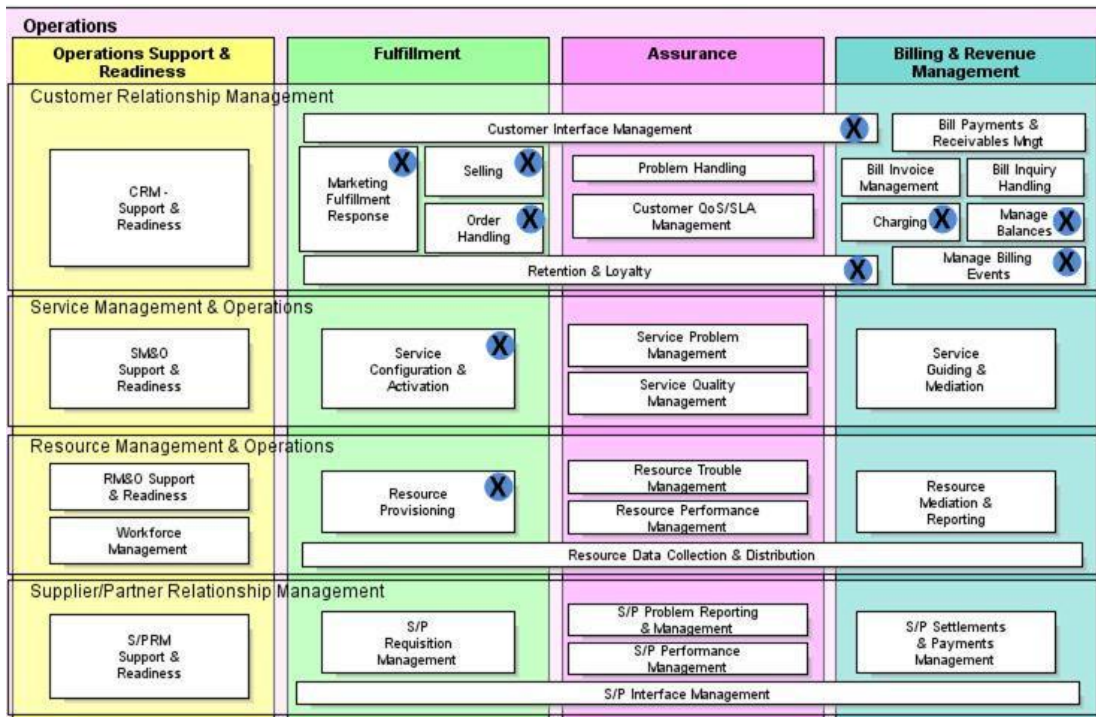 Operations
Operations Support &
Readiness
Fulfillment
Assurance
Billing & Revenue
Management
Customer Relationship Management
CRM -
Support &
Readiness
Customer Interface Management
X
Marketing
Fulfillment
Response
X
Selling
X
Order
Handling
X
Problem Handling
Customer QoS/SLA
Management
Retention & Loyalty
X
Bill Payments &
Receivables Mngt
Bill Invoice
Management
Bill Inquiry
Handling
Charging
X
Manage
Balances
X
Manage Billing
Events
X
Service Management & Operations
SM&O
Support &
Readiness
Service
Configuration &
Activation
X
Service Problem
Management
Service Quality
Management
Service
Guiding &
Mediation
Resource Management & Operations
RM&O Support
& Readiness
Workforce
Management
Resource
Provisioning
X
Resource Trouble
Management
Resource Performance
Management
Resource
Mediation &
Reporting
Resource Data Collection & Distribution
Supplier/Partner Relationship Management
S/PRM
Support &
Readiness
S/P
Requisition
Management
S/P Problem Reporting
& Management
S/P Performance
Management
S/P Settlements
& Payments
Management
S/P Interface Management